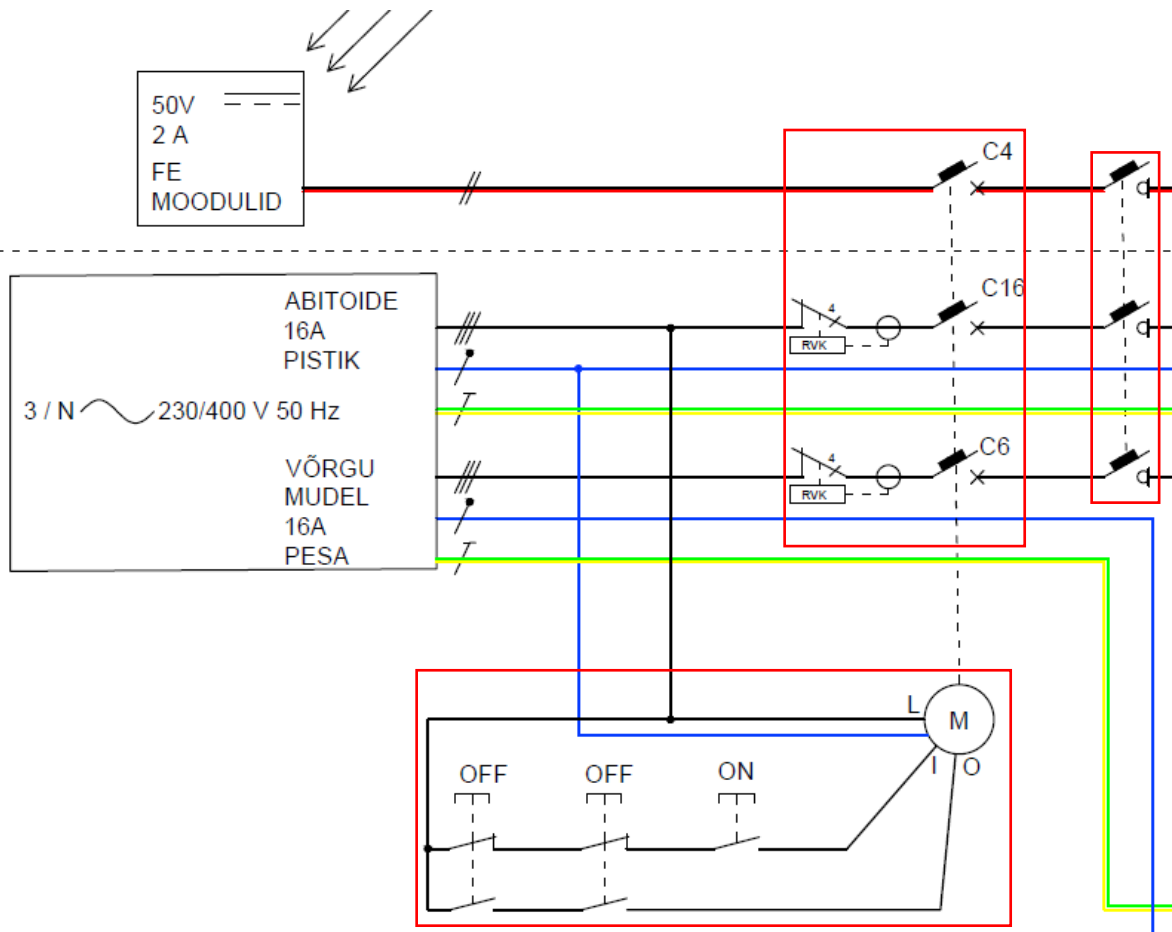 50V
2 A
FE
MOODULID
C4
ABITOIDE
16A
PISTIK
3 / N 230/400 V 50 Hz
VÕRGU
MUDEL
16A
PESA
4
RVK
C16
4
RVK
C6
L
M
I
O
OFF
OFF
ON